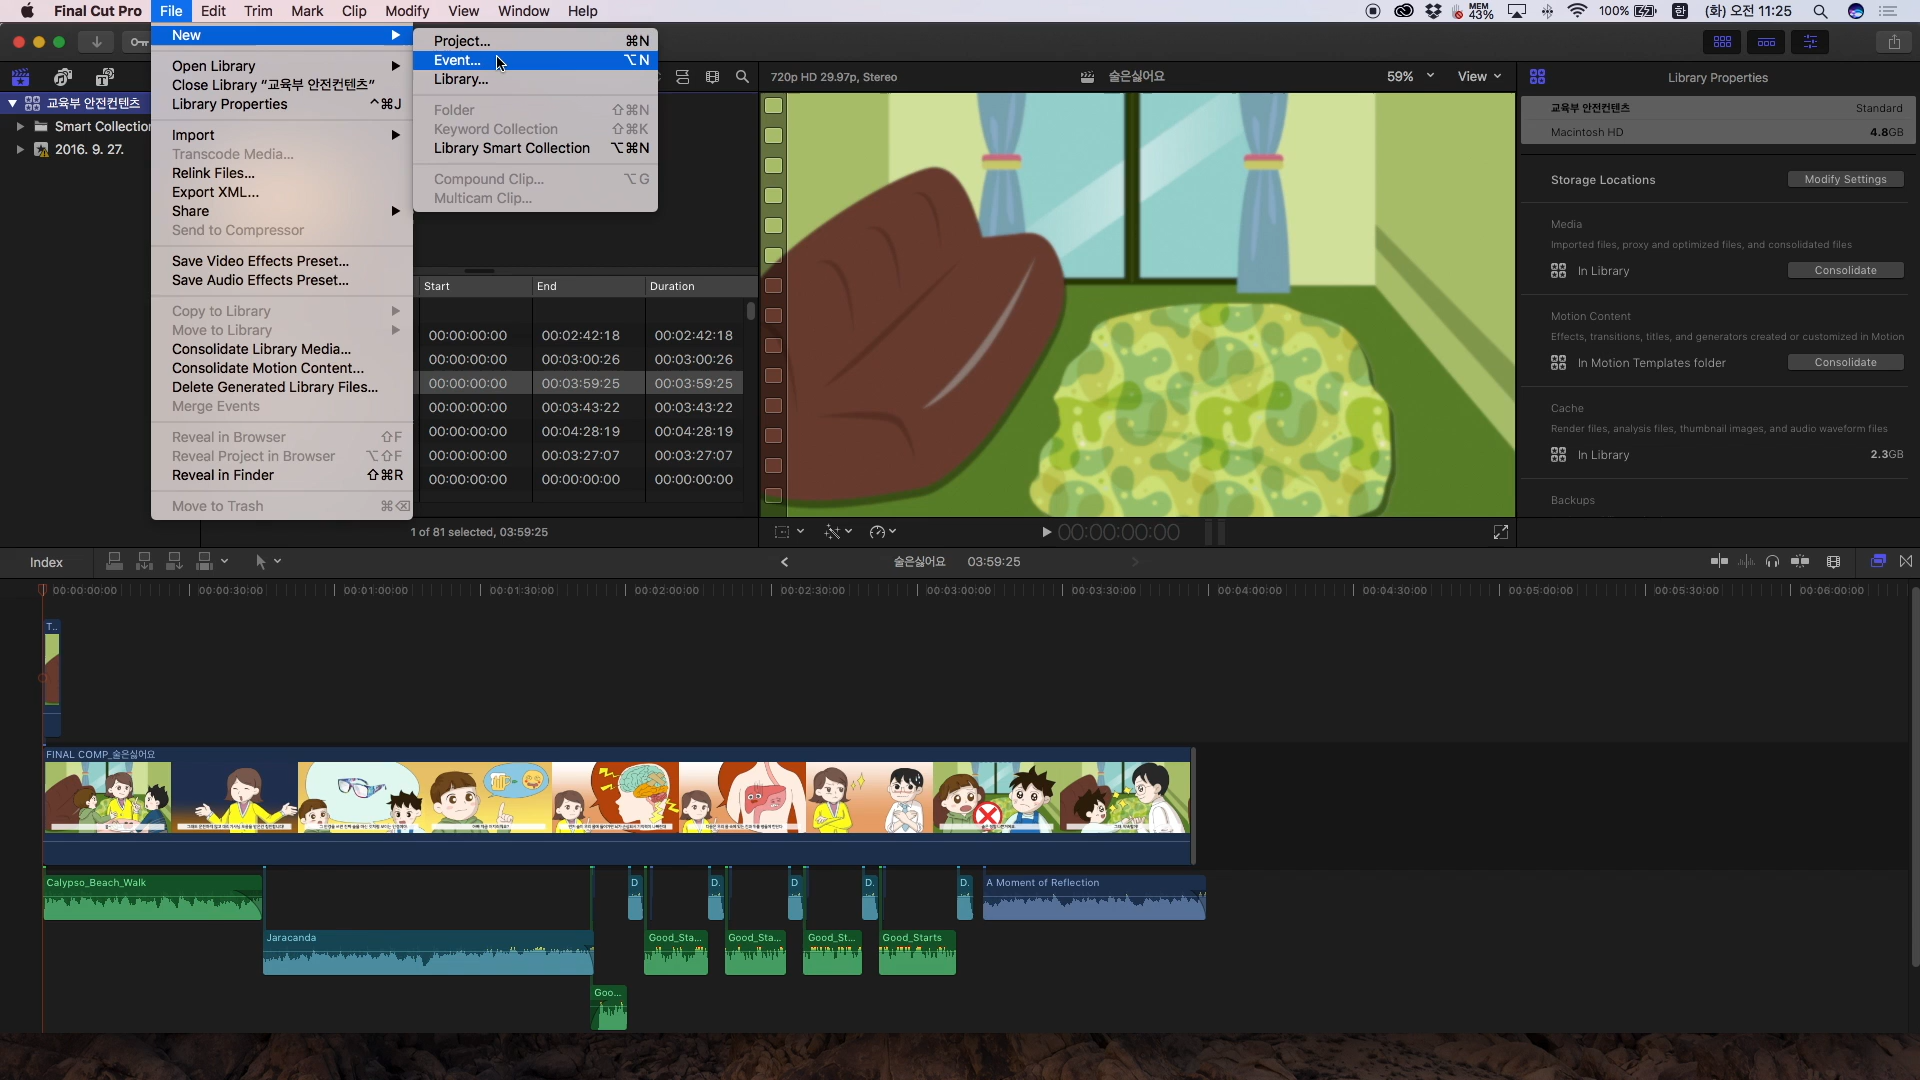 Final Cut Pro File Edit Trim Mark Clip Modify View Window Help
MEM 43% 100% 한 (화) 오전 11:25
New
Project... ⌘N
Event... ⌥N
Library...
Folder ⇧⌘N
Keyword Collection ⇧⌘K
Library Smart Collection ⌥⌘N
Compound Clip... ⌥G
Multicam Clip...
Open Library
Close Library “교육부 안전컨텐츠”
Library Properties ^⌘J
Import
Transcode Media...
Relink Files...
Export XML...
Share
Send to Compressor
Save Video Effects Preset...
Save Audio Effects Preset...
Copy to Library
Move to Library
Consolidate Library Media...
Consolidate Motion Content...
Delete Generated Library Files...
Merge Events
Reveal in Browser ⇧F
Reveal Project in Browser ⌥⇧F
Reveal in Finder ⇧⌘R
Move to Trash ⌘⌫
교육부 안전컨텐츠
Smart Collection
2016. 9. 27.
Start End Duration
00:00:00:00 00:02:42:18 00:02:42:18
00:00:00:00 00:03:00:26 00:03:00:26
00:00:00:00 00:03:59:25 00:03:59:25
00:00:00:00 00:03:43:22 00:03:43:22
00:00:00:00 00:04:28:19 00:04:28:19
00:00:00:00 00:03:27:07 00:03:27:07
00:00:00:00 00:00:00:00 00:00:00:00
1 of 81 selected, 03:59:25
720p HD 29.97p, Stereo 술은싫어요 59% View
00:00:00:00
Library Properties
교육부 안전컨텐츠 Standard
Macintosh HD 4.8GB
Storage Locations Modify Settings
Media
Imported files, proxy and optimized files, and consolidated files
In Library Consolidate
Motion Content
Effects, transitions, titles, and generators created or customized in Motion
In Motion Templates folder Consolidate
Cache
Render files, analysis files, thumbnail images, and audio waveform files
In Library 2.3GB
Backups
Index 술은싫어요 03:59:25
00:00:00:00 00:00:30:00 00:01:00:00 00:01:30:00 00:02:00:00 00:02:30:00 00:03:00:00 00:03:30:00 00:04:00:00 00:04:30:00 00:05:00:00 00:05:30:00 00:06:00:00
T..
FINAL COMP_술은싫어요
Calypso_Beach_Walk D D. D D. D. A Moment of Reflection
Jaracanda Good_Sta... Good_Sta... Good_St... Good_Starts
Goo...